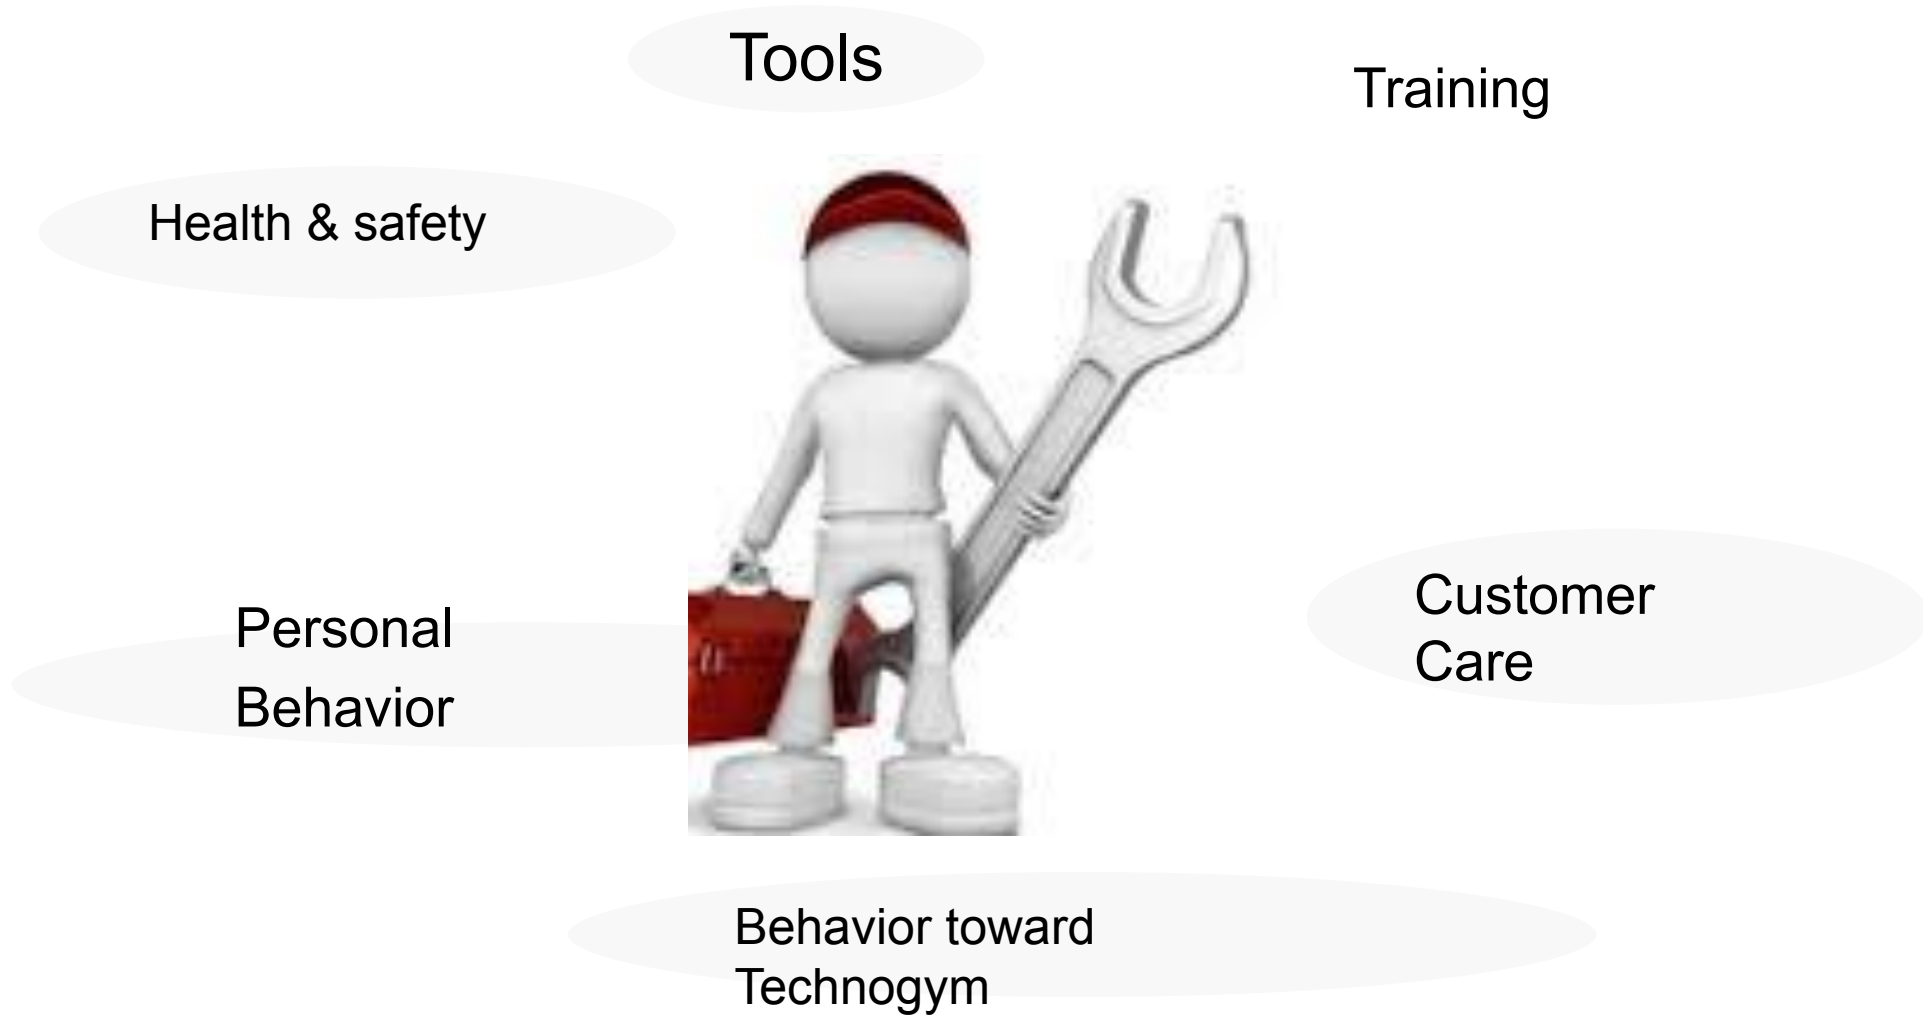 Tools
Training
Health & safety
Personal
Behavior
Customer
Care
Behavior toward
Technogym